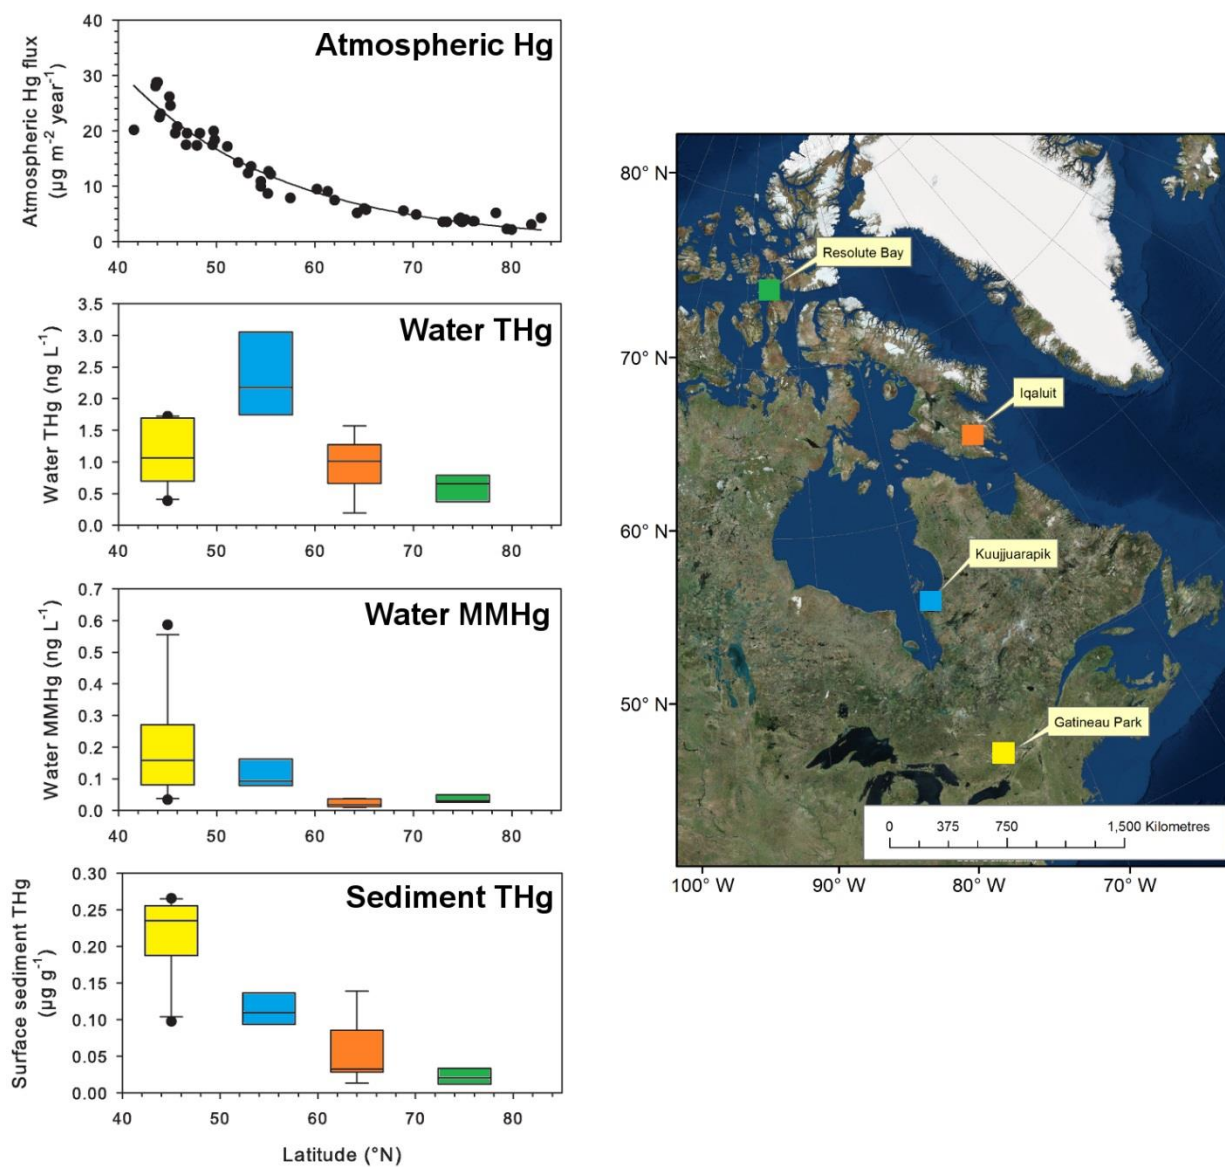 Atmospheric Hg
Atmospheric Hg flux
(µg m⁻² year⁻¹)
40
30
20
10
0
40 50 60 70 80
Water THg
Water THg (ng L⁻¹)
3.5
3.0
2.5
2.0
1.5
1.0
0.5
0.0
40 50 60 70 80
Water MMHg
Water MMHg (ng L⁻¹)
0.7
0.6
0.5
0.4
0.3
0.2
0.1
0.0
40 50 60 70 80
Sediment THg
Surface sediment THg
(µg g⁻¹)
0.30
0.25
0.20
0.15
0.10
0.05
0.00
40 50 60 70 80
Latitude (°N)
80° N
70° N
60° N
50° N
Resolute Bay
Iqaluit
Kuujjuarapik
Gatineau Park
0 375 750 1,500 Kilometres
100° W 90° W 80° W 70° W